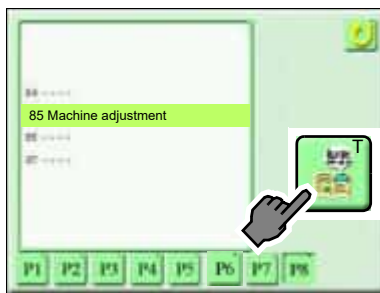 84 -----
85 Machine adjustment
86 -----
87 -----
T
P1 P2 P3 P4 P5 P6 P7 P8